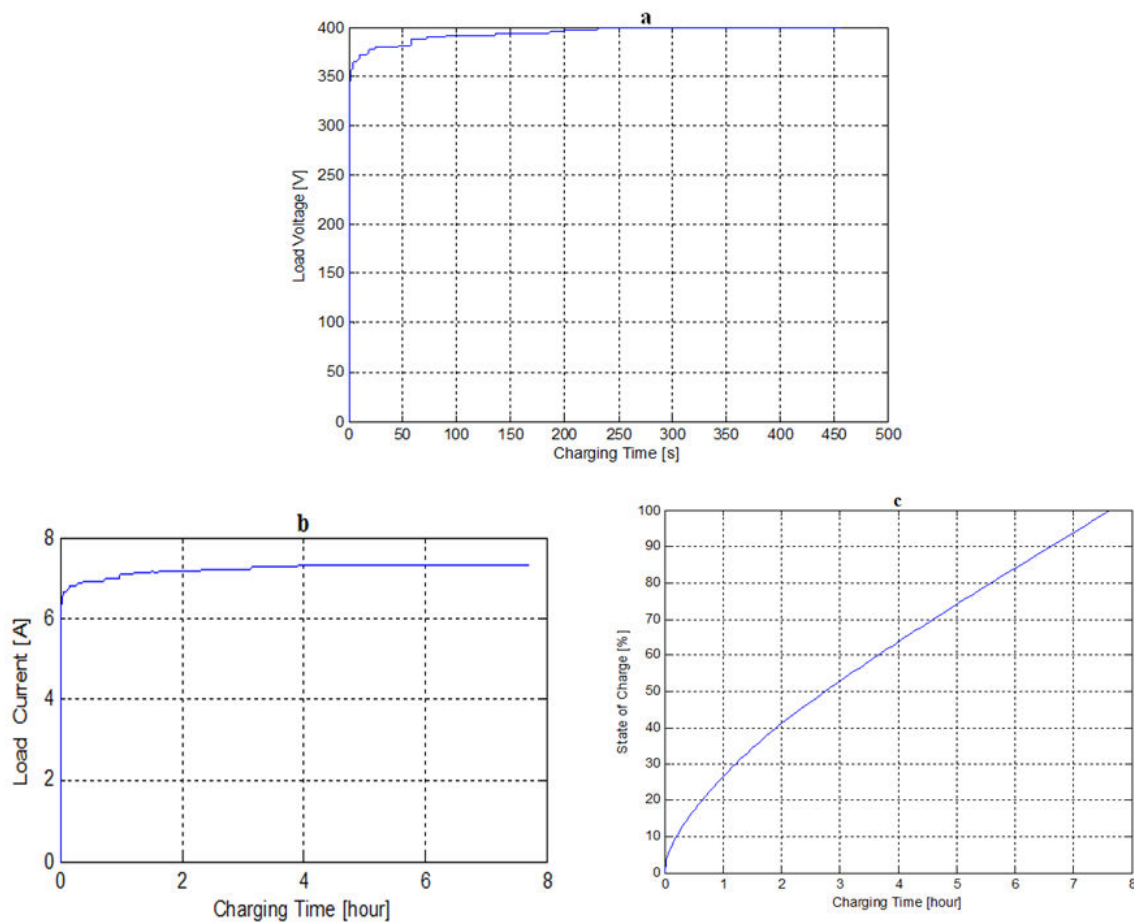 a
400
350
300
250
200
150
100
50
0
Load Voltage [V]
0 50 100 150 200 250 300 350 400 450 500
Charging Time [s]
b
8
6
4
2
0
Load Current [A]
0 2 4 6 8
Charging Time [hour]
c
100
90
80
70
60
50
40
30
20
10
0
State of Charge [%]
0 1 2 3 4 5 6 7 8
Charging Time [hour]